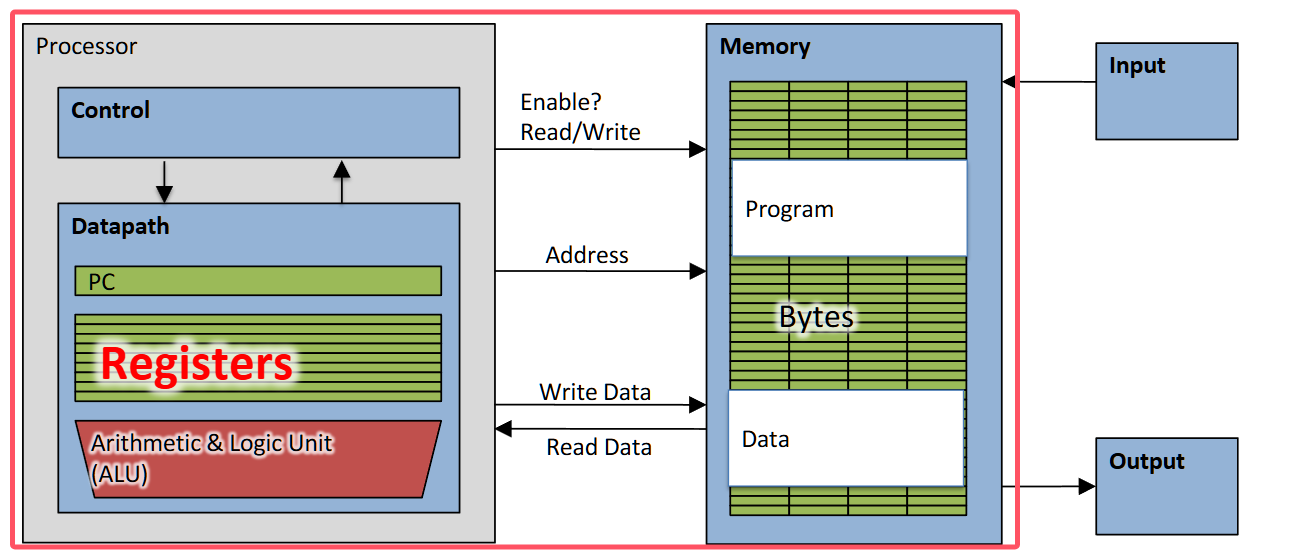 Processor
Control
Datapath
PC
Registers
Arithmetic & Logic Unit
(ALU)
Enable?
Read/Write
Address
Write Data
Read Data
Memory
Program
Bytes
Data
Input
Output